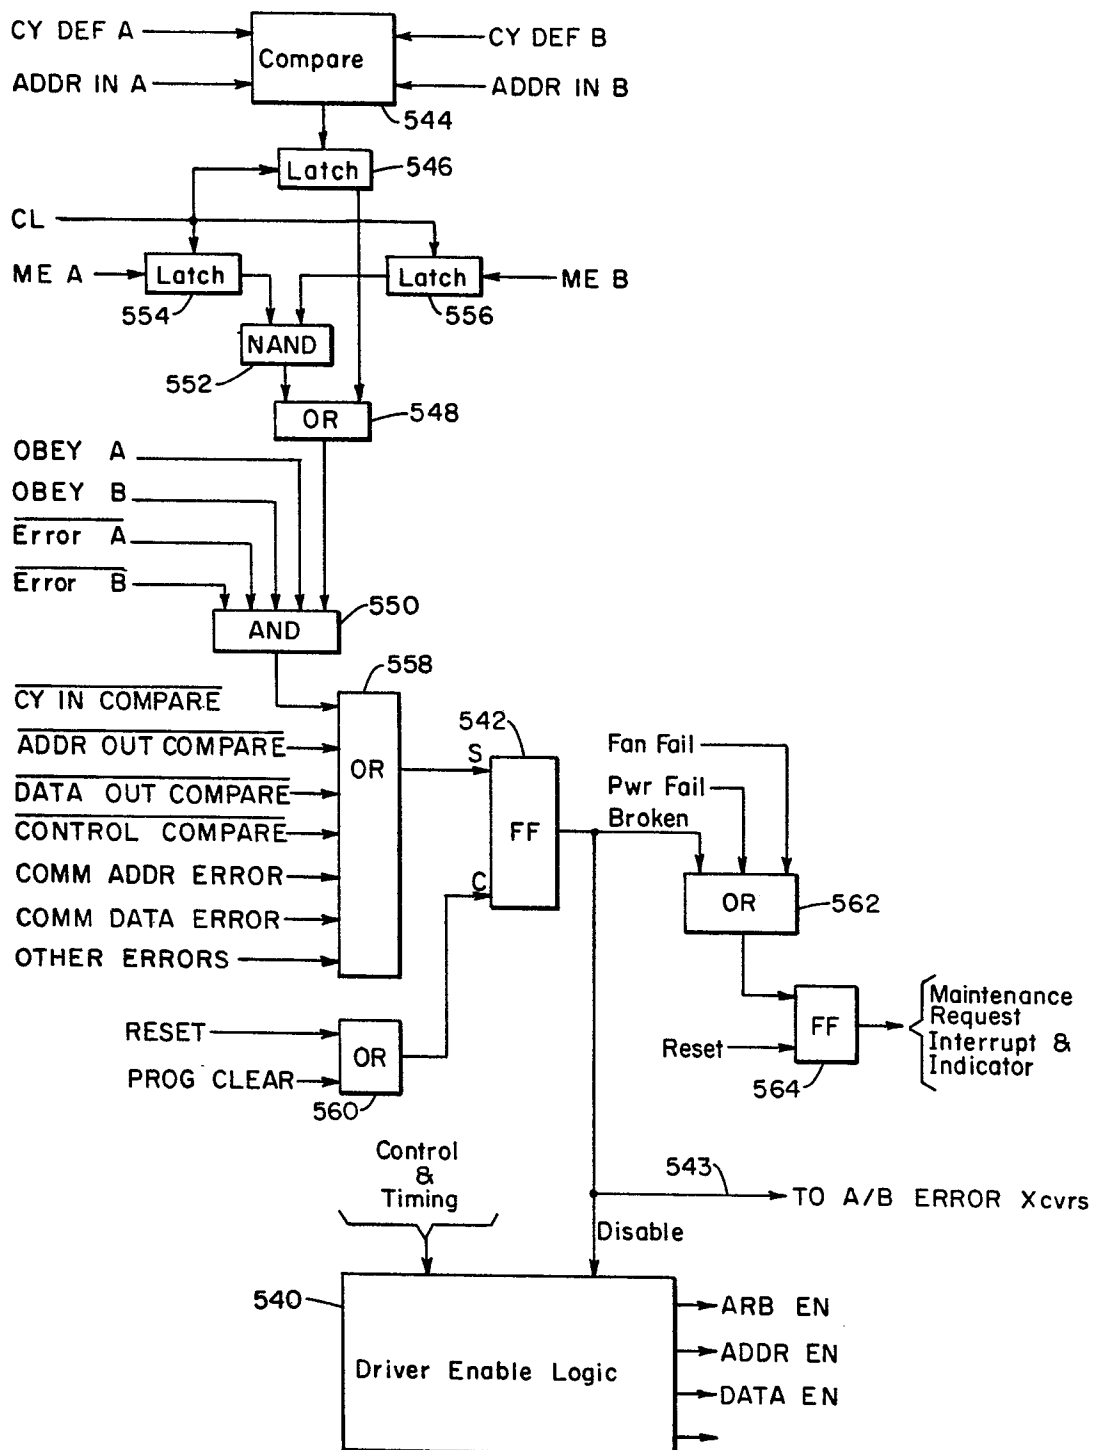 CY DEF A
CY DEF B
Compare
ADDR IN A
ADDR IN B
544
Latch
546
CL
ME A
Latch
Latch
ME B
554
556
NAND
552
OR
548
OBEY A
OBEY B
Error A
Error B
550
AND
558
CY IN COMPARE
542
ADDR OUT COMPARE
S
Fan Fail
OR
DATA OUT COMPARE
Pwr Fail
CONTROL COMPARE
FF
Broken
COMM ADDR ERROR
C
COMM DATA ERROR
OR
562
OTHER ERRORS
RESET
OR
PROG CLEAR
560
FF
Reset
564
Maintenance
Request
Interrupt &
Indicator
Control
&
Timing
543
TO A/B ERROR Xcvrs
Disable
540
Driver Enable Logic
ARB EN
ADDR EN
DATA EN